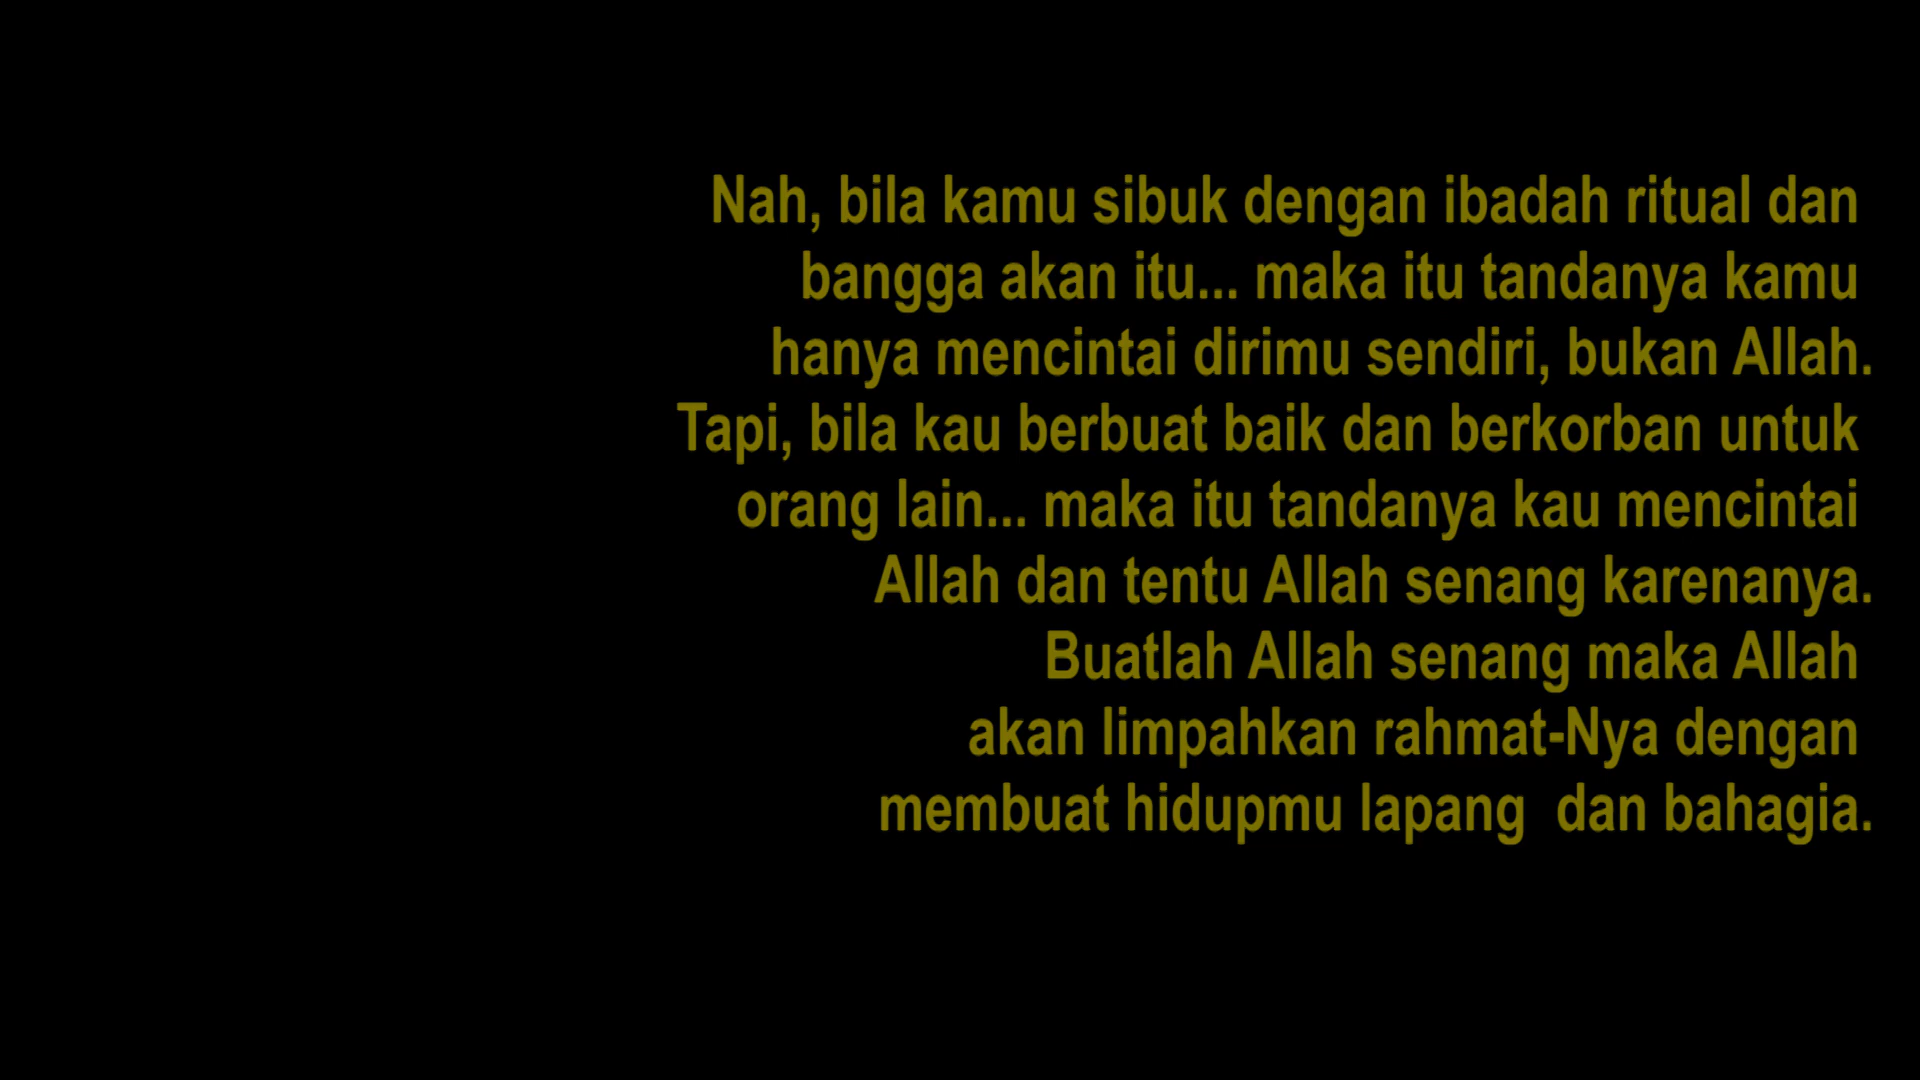 Nah, bila kamu sibuk dengan ibadah ritual dan
bangga akan itu... maka itu tandanya kamu
hanya mencintai dirimu sendiri, bukan Allah.
Tapi, bila kau berbuat baik dan berkorban untuk
orang lain... maka itu tandanya kau mencintai
Allah dan tentu Allah senang karenanya.
Buatlah Allah senang maka Allah
akan limpahkan rahmat-Nya dengan
membuat hidupmu lapang  dan bahagia.